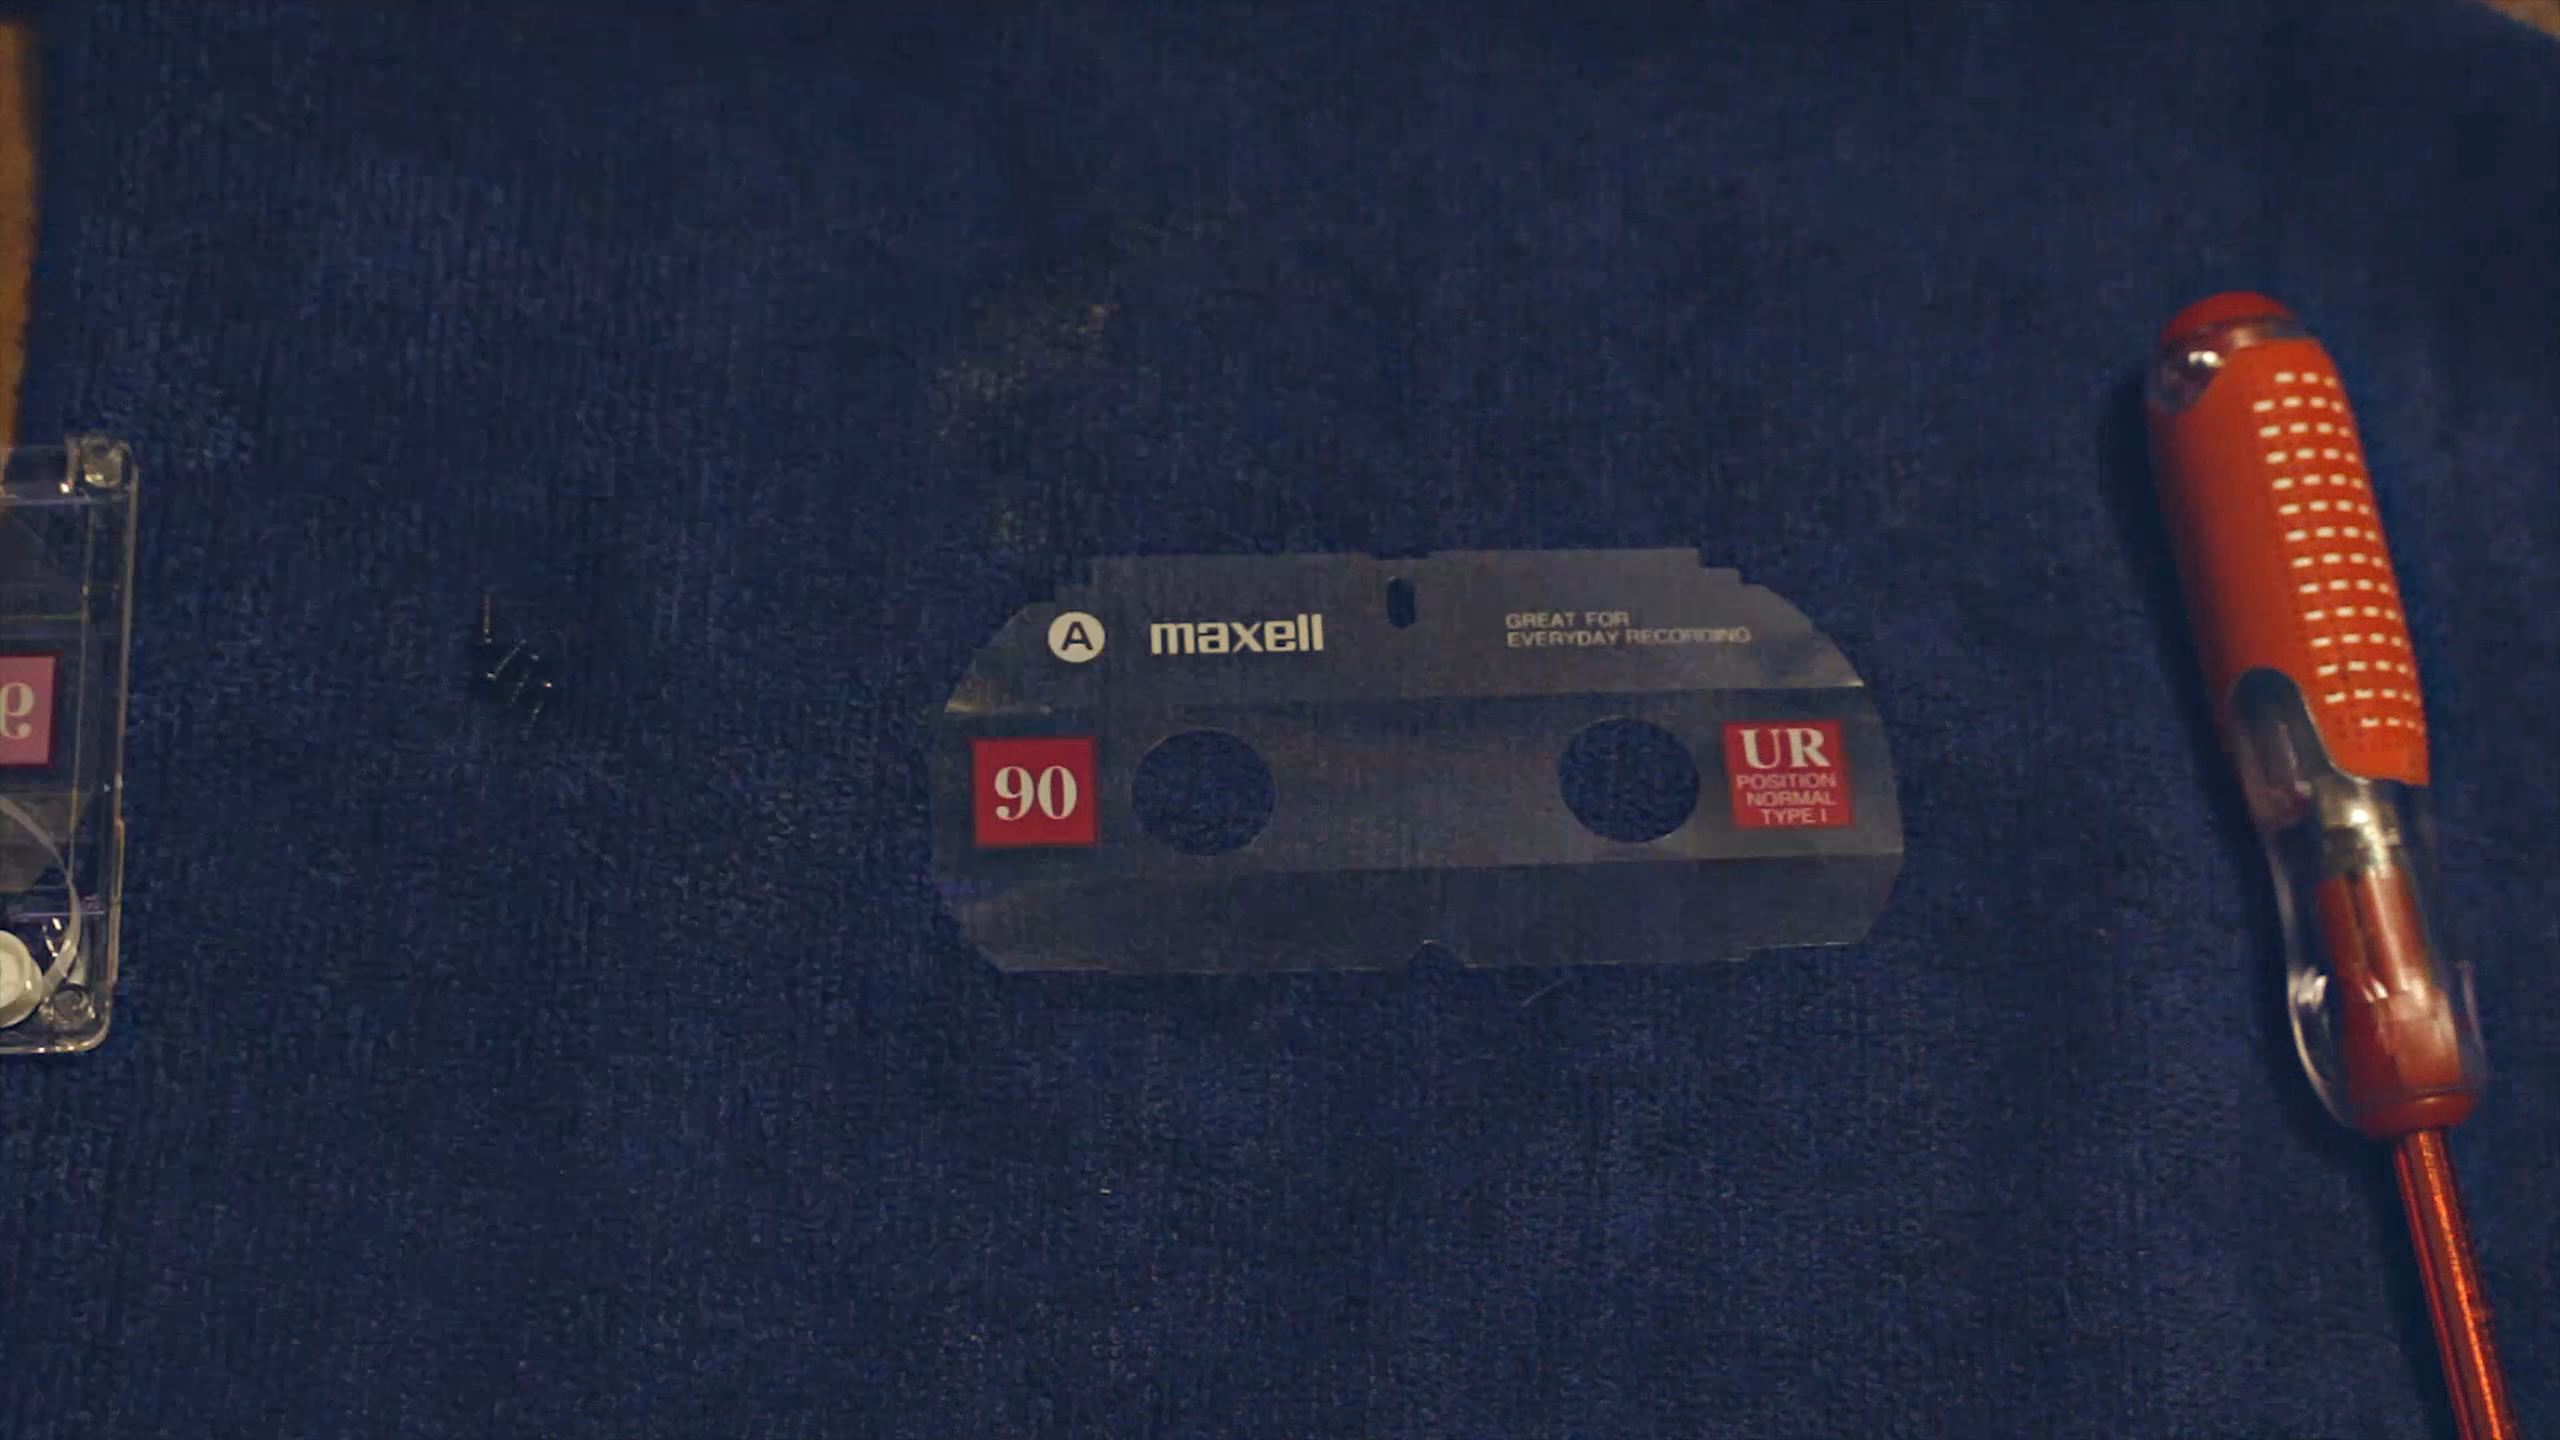 A
maxell
GREAT FOR
EVERYDAY RECORDING
90
UR
POSITION
NORMAL
TYPE I